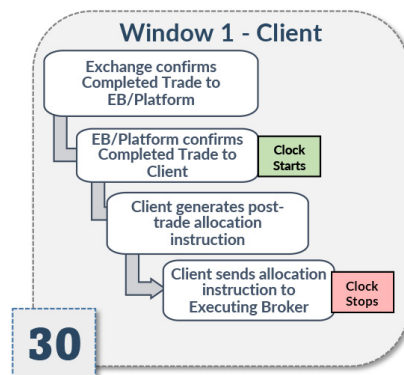 Window 1 - Client
Exchange confirms
Completed Trade to
EB/Platform
EB/Platform confirms
Completed Trade to
Client
Clock
Starts
Client generates post-
trade allocation
instruction
Client sends allocation
instruction to
Executing Broker
Clock
Stops
30